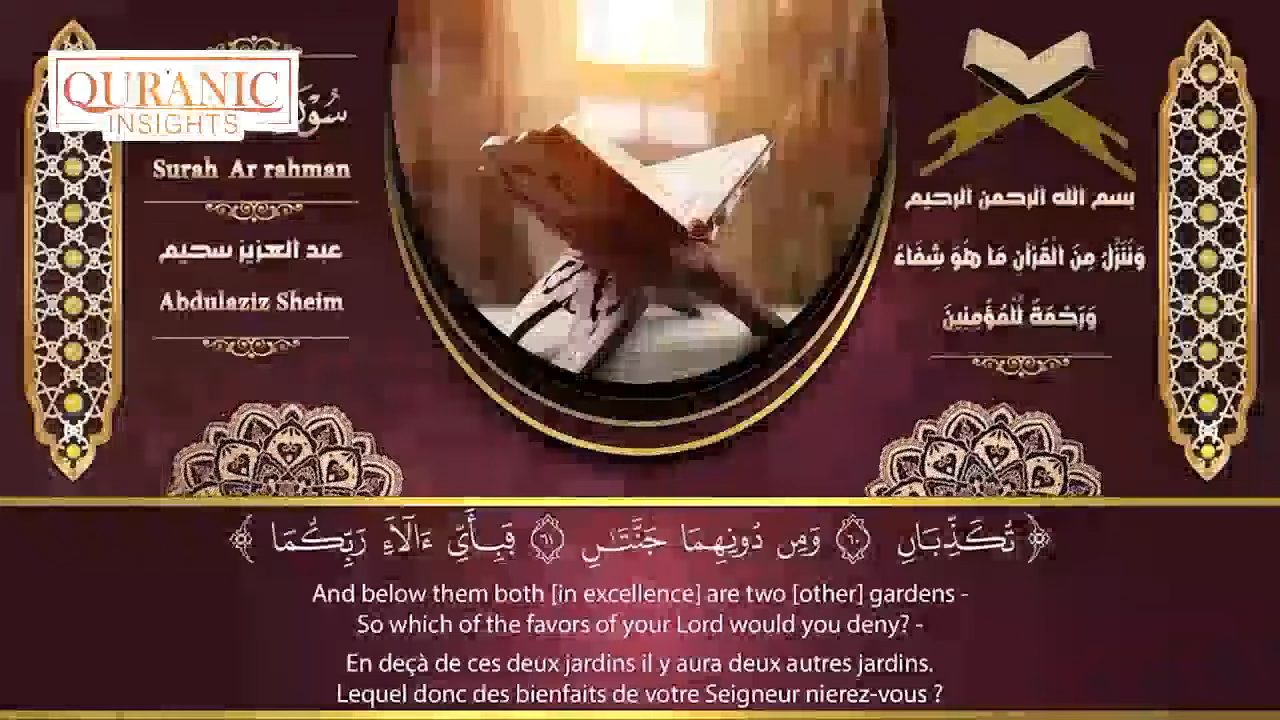 QURANIC
INSIGHTS
Surah Ar rahman
عبد العزيز سحيم
Abdulaziz Sheim
بسم الله الرحمن الرحيم
وَنُنَزِّلُ مِنَ الْقُرْآنِ مَا هُوَ شِفَاءٌ
وَرَحْمَةٌ لِّلْمُؤْمِنِينَ
تُكَذِّبَانِ ٦٠ وَمِن دُونِهِمَا جَنَّتَانِ ٦١ فَبِأَيِّ ءَالَآءِ رَبِّكُمَا
And below them both [in excellence] are two [other] gardens -
So which of the favors of your Lord would you deny? -
En deçà de ces deux jardins il y aura deux autres jardins.
Lequel donc des bienfaits de votre Seigneur nierez-vous ?